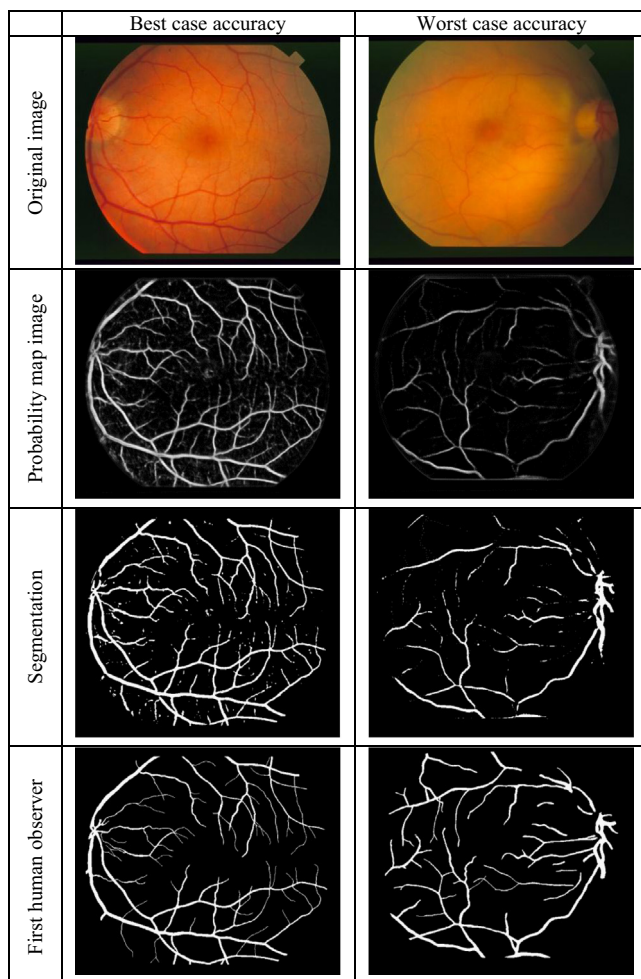 Best case accuracy
Worst case accuracy
Original image
Probability map image
Segmentation
First human observer